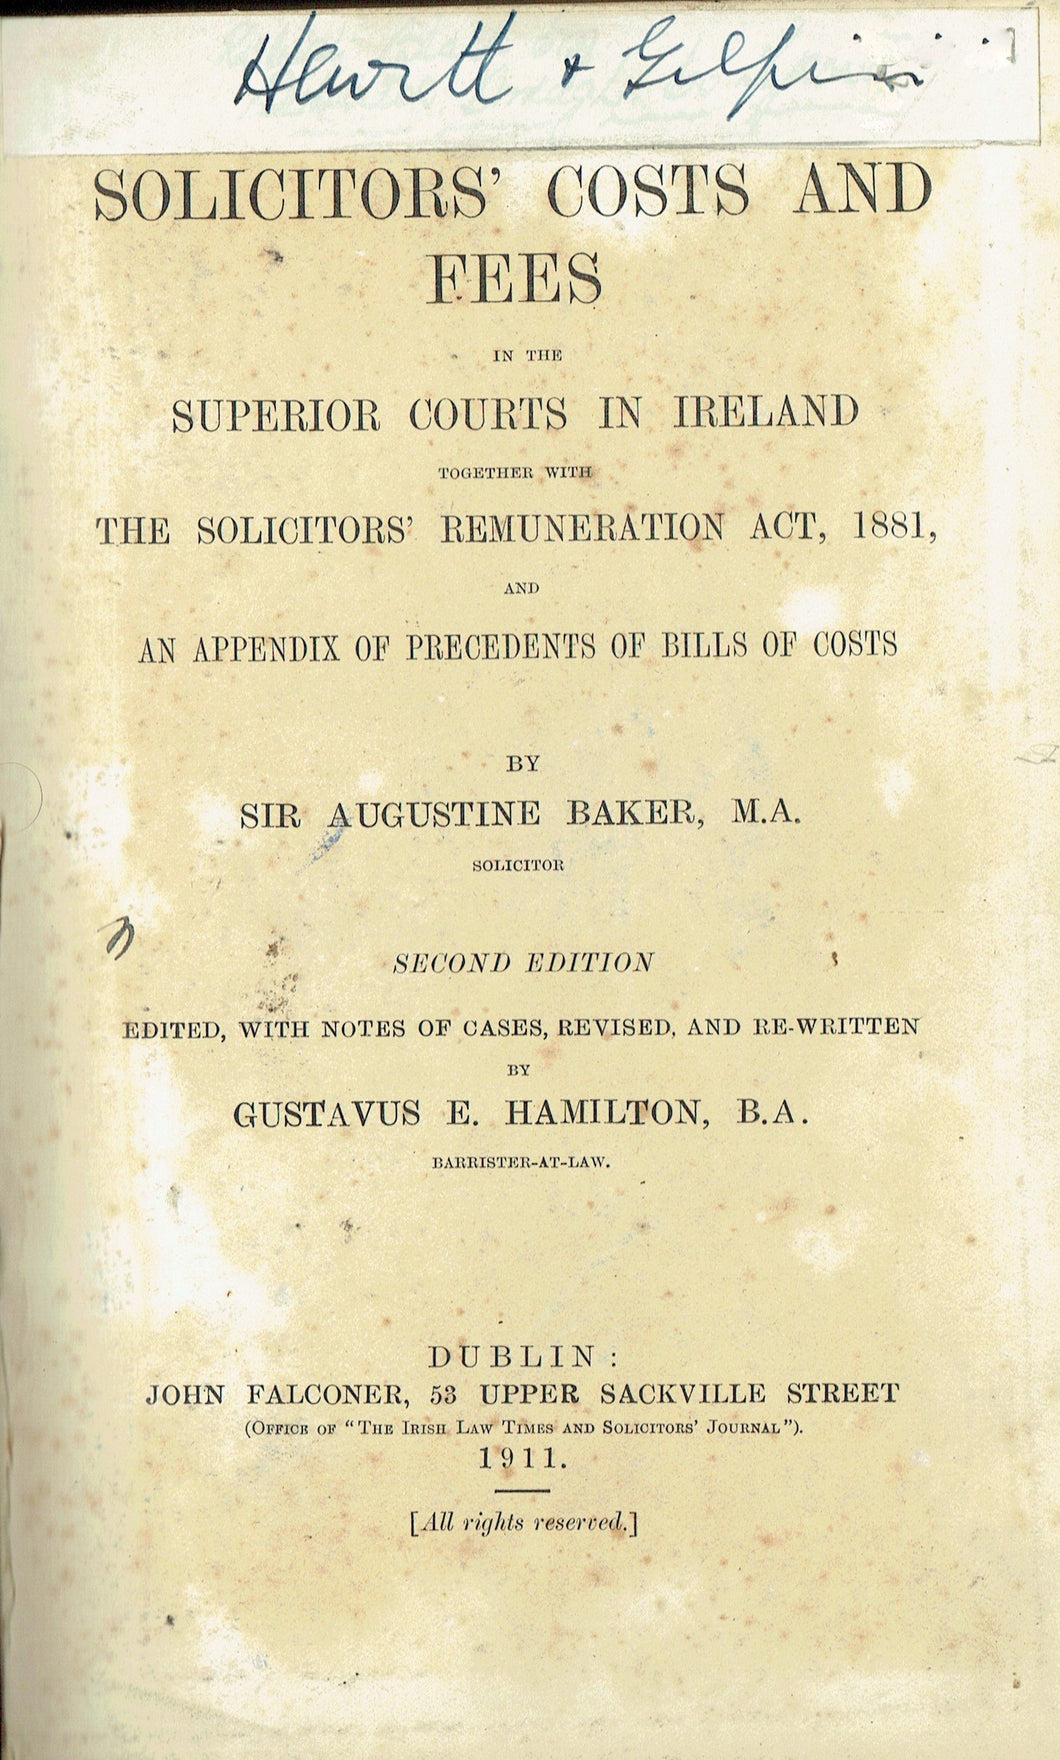 Hewitt & Gilpin
SOLICITORS' COSTS AND
FEES
IN THE
SUPERIOR COURTS IN IRELAND
TOGETHER WITH
THE SOLICITORS' REMUNERATION ACT, 1881,
AND
AN APPENDIX OF PRECEDENTS OF BILLS OF COSTS
BY
SIR AUGUSTINE BAKER, M.A.
SOLICITOR
SECOND EDITION
EDITED, WITH NOTES OF CASES, REVISED, AND RE-WRITTEN
BY
GUSTAVUS E. HAMILTON, B.A.
BARRISTER-AT-LAW.
DUBLIN:
JOHN FALCONER, 53 UPPER SACKVILLE STREET
(OFFICE OF "THE IRISH LAW TIMES AND SOLICITORS' JOURNAL").
1911.
[All rights reserved.]